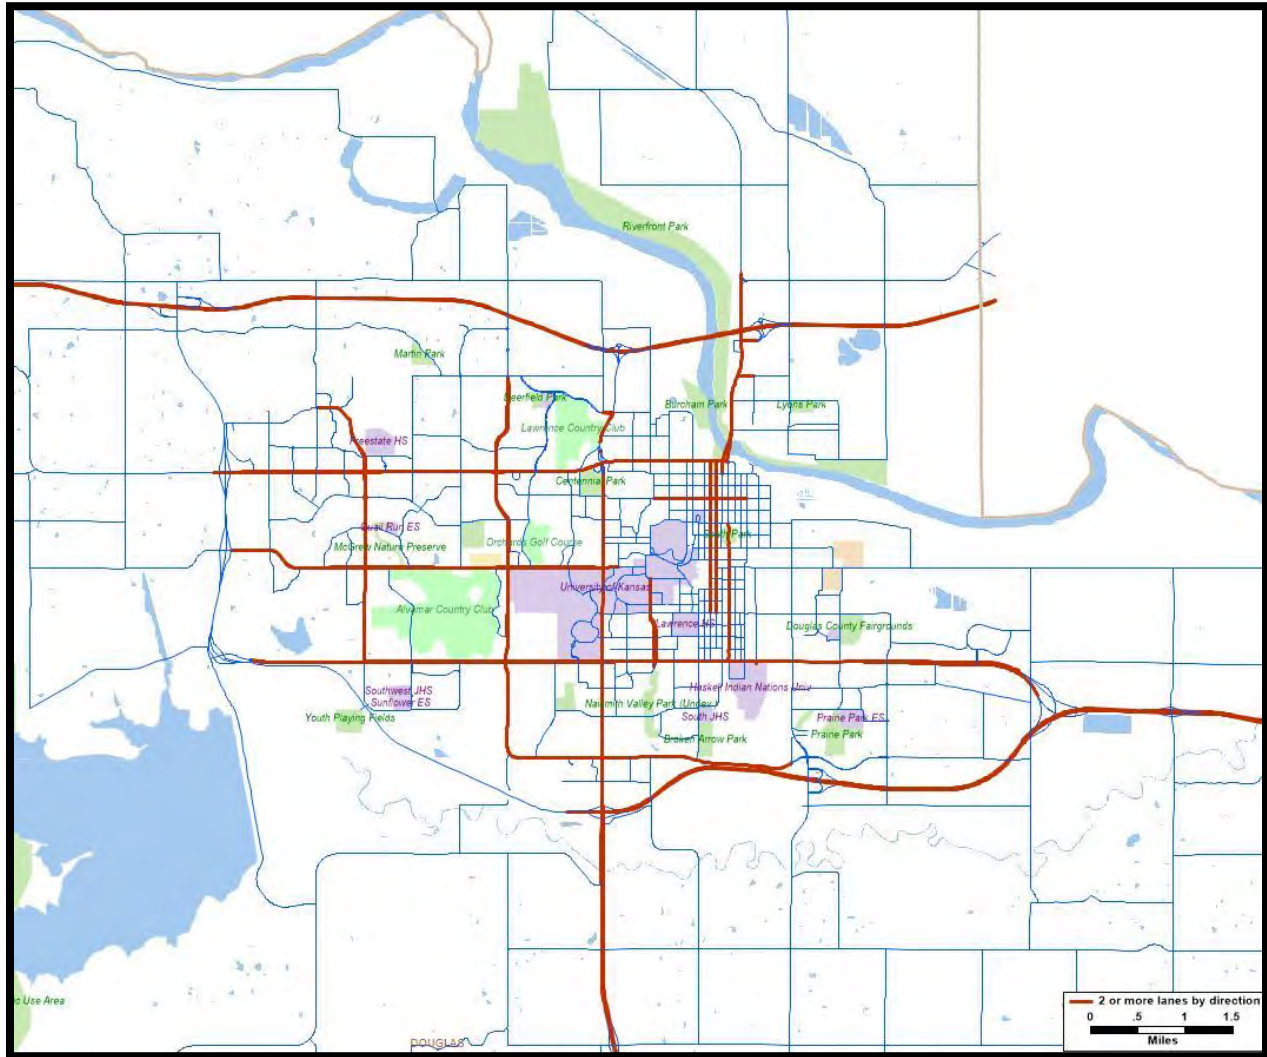 Riverfront Park
Martin Park
Deerfield Park
Burcham Park
Lyons Park
Lawrence Country Club
Freestate HS
Centennial Park
Quail Run ES
South Park
McGrew Nature Preserve
Orchards Golf Course
University of Kansas
Alvamar Country Club
Lawrence HS
Douglas County Fairgrounds
Southwest JHS
Sunflower ES
Haskell Indian Nations Univ
Naismith Valley Park (Undev.)
Youth Playing Fields
South JHS
Prairie Park ES
Broken Arrow Park
Prairie Park
c Use Area
2 or more lanes by direction
0 .5 1 1.5
Miles
DOUGLAS